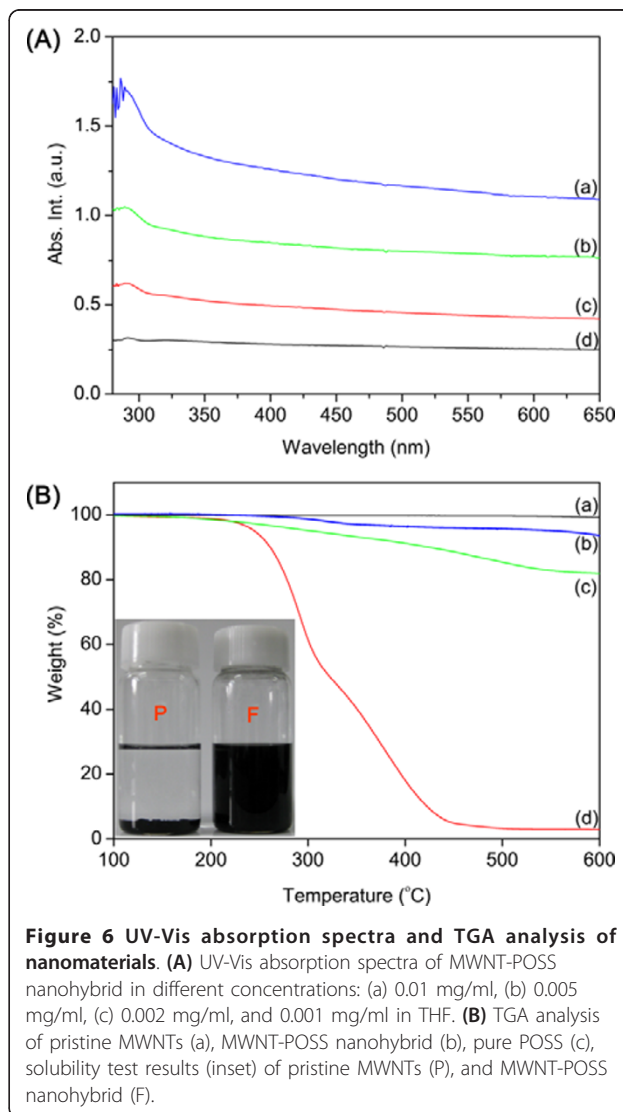 (A)
2.0
1.5
1.0
0.5
0.0
Abs. Int. (a.u.)
(a)
(b)
(c)
(d)
300 350 400 450 500 550 600 650
Wavelength (nm)
(B)
100
80
60
40
20
0
Weight (%)
(a)
(b)
(c)
(d)
P F
100 200 300 400 500 600
Temperature (°C)
Figure 6 UV-Vis absorption spectra and TGA analysis of
nanomaterials. (A) UV-Vis absorption spectra of MWNT-POSS
nanohybrid in different concentrations: (a) 0.01 mg/ml, (b) 0.005
mg/ml, (c) 0.002 mg/ml, and 0.001 mg/ml in THF. (B) TGA analysis
of pristine MWNTs (a), MWNT-POSS nanohybrid (b), pure POSS (c),
solubility test results (inset) of pristine MWNTs (P), and MWNT-POSS
nanohybrid (F).